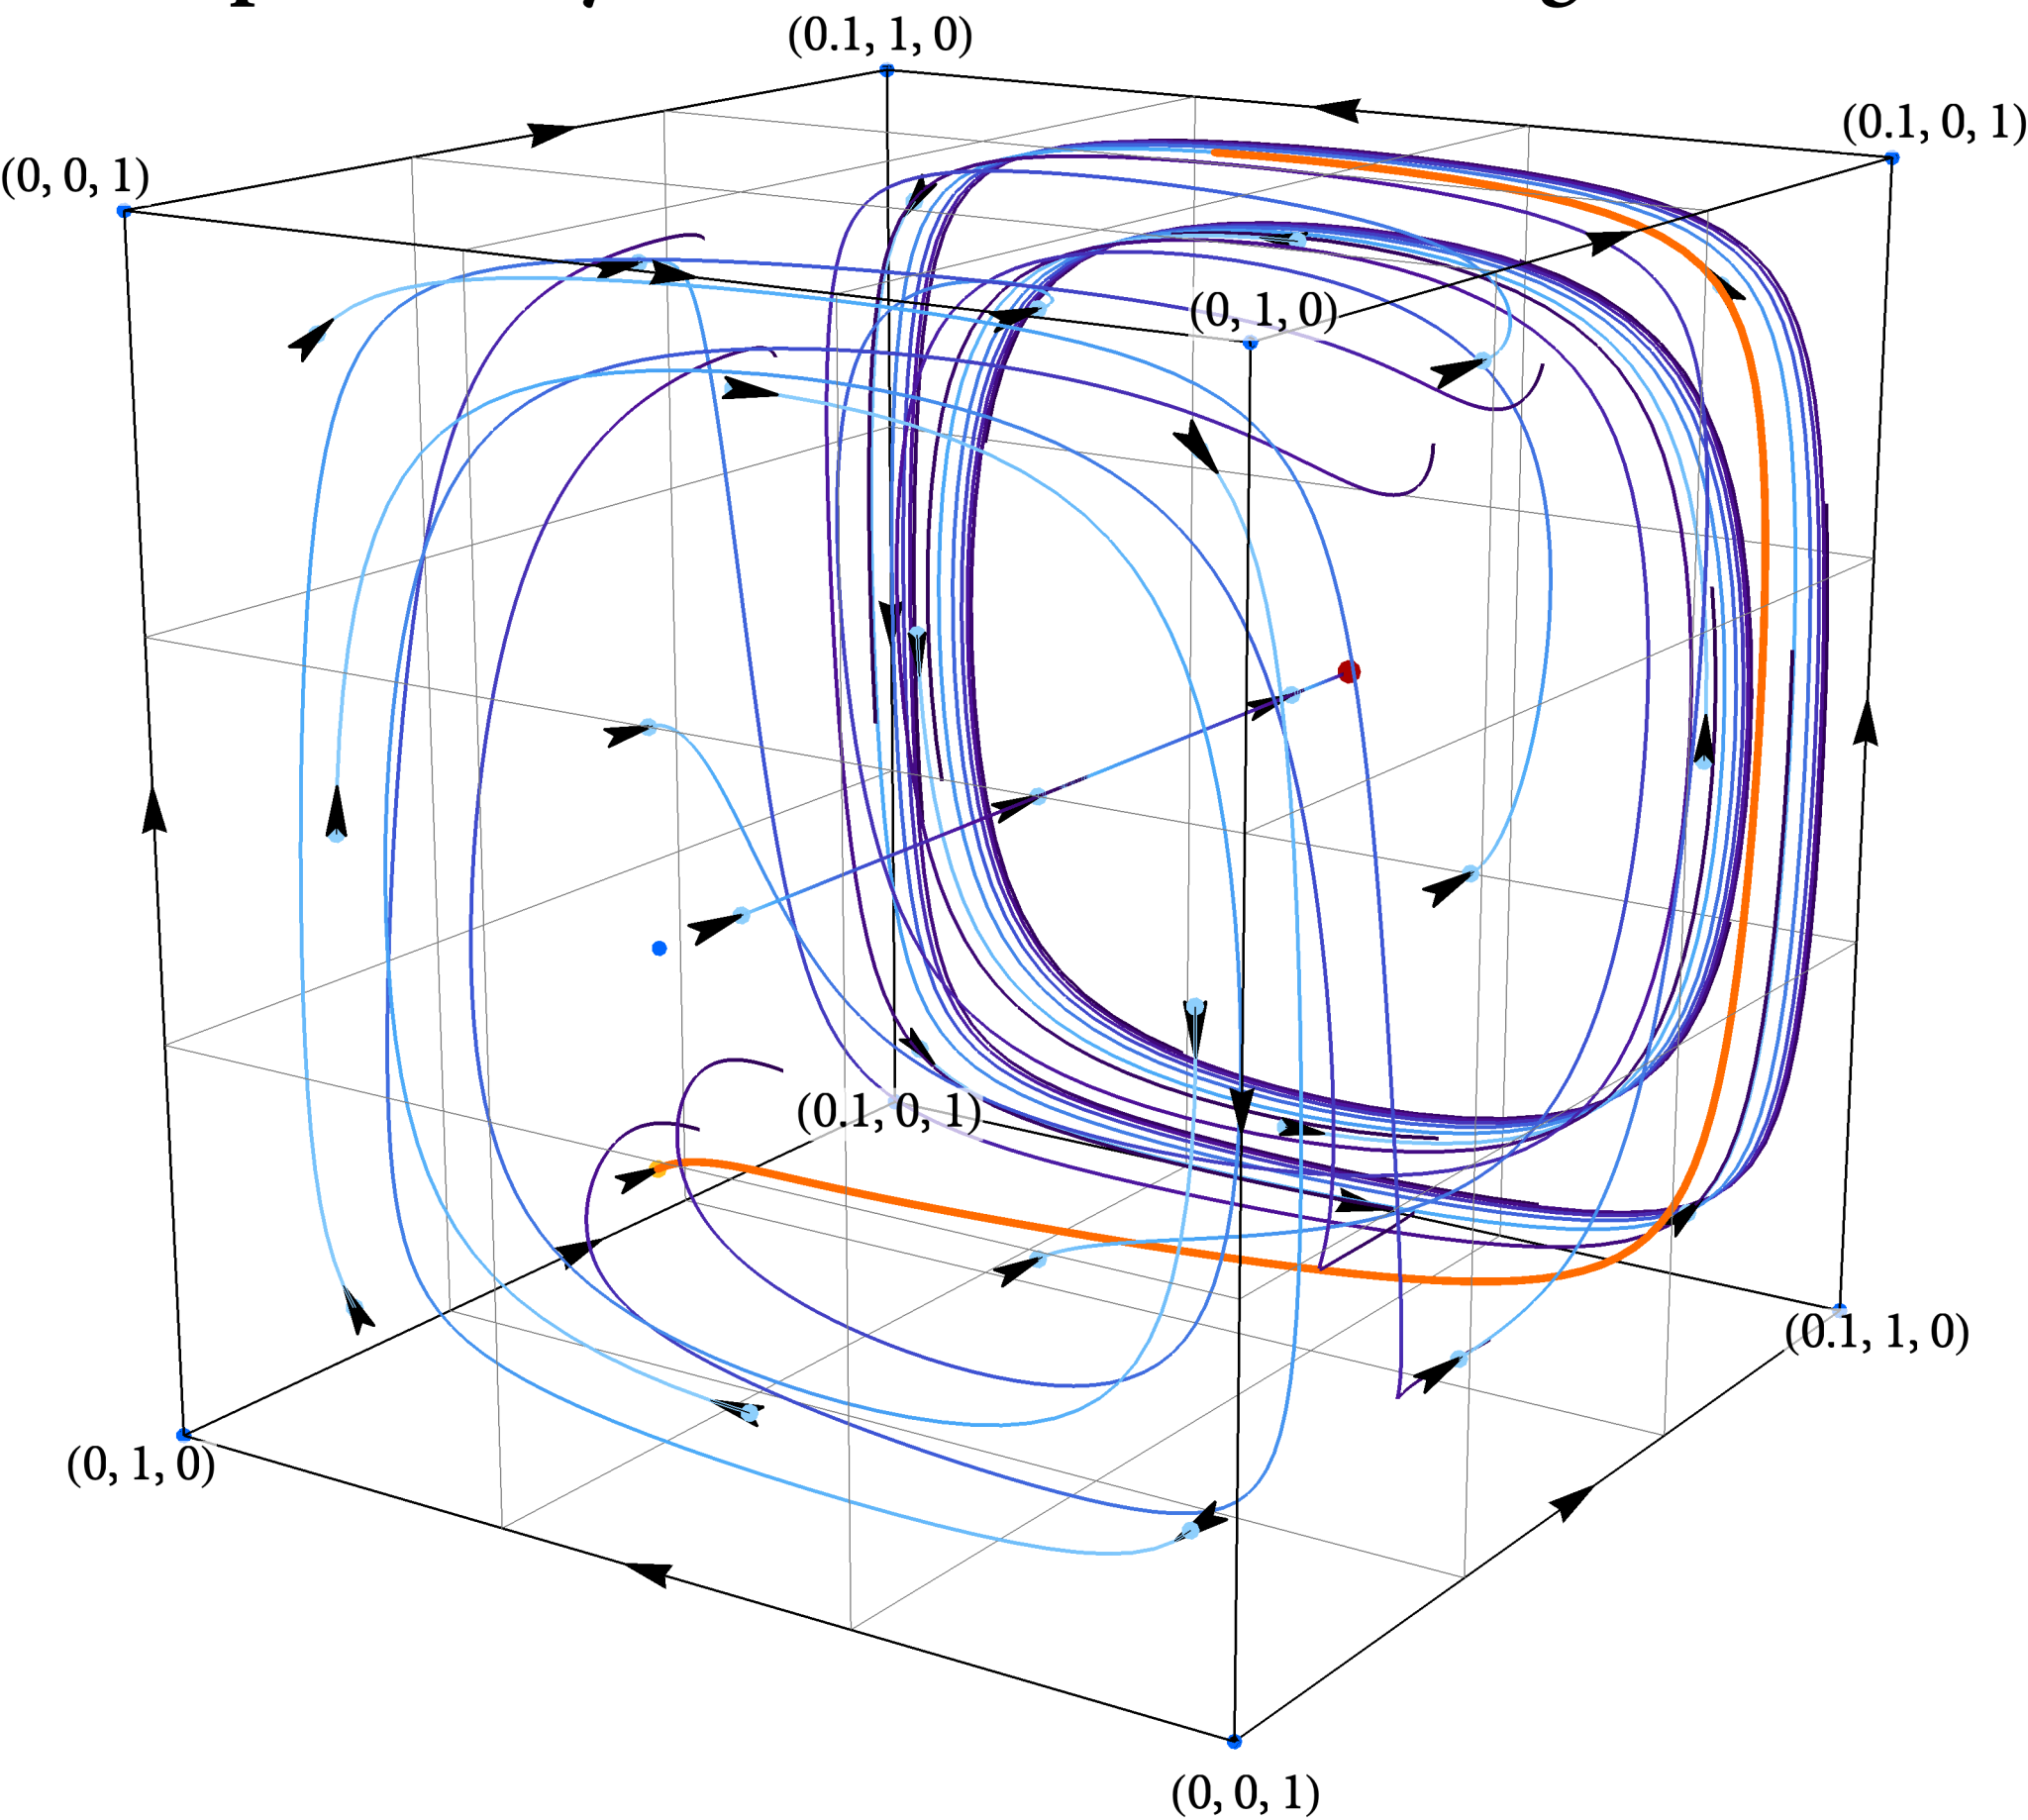 (0.1, 1, 0)
(0.1, 0, 1)
(0, 0, 1)
(0, 1, 0)
(0.1, 0, 1)
(0.1, 1, 0)
(0, 1, 0)
(0, 0, 1)